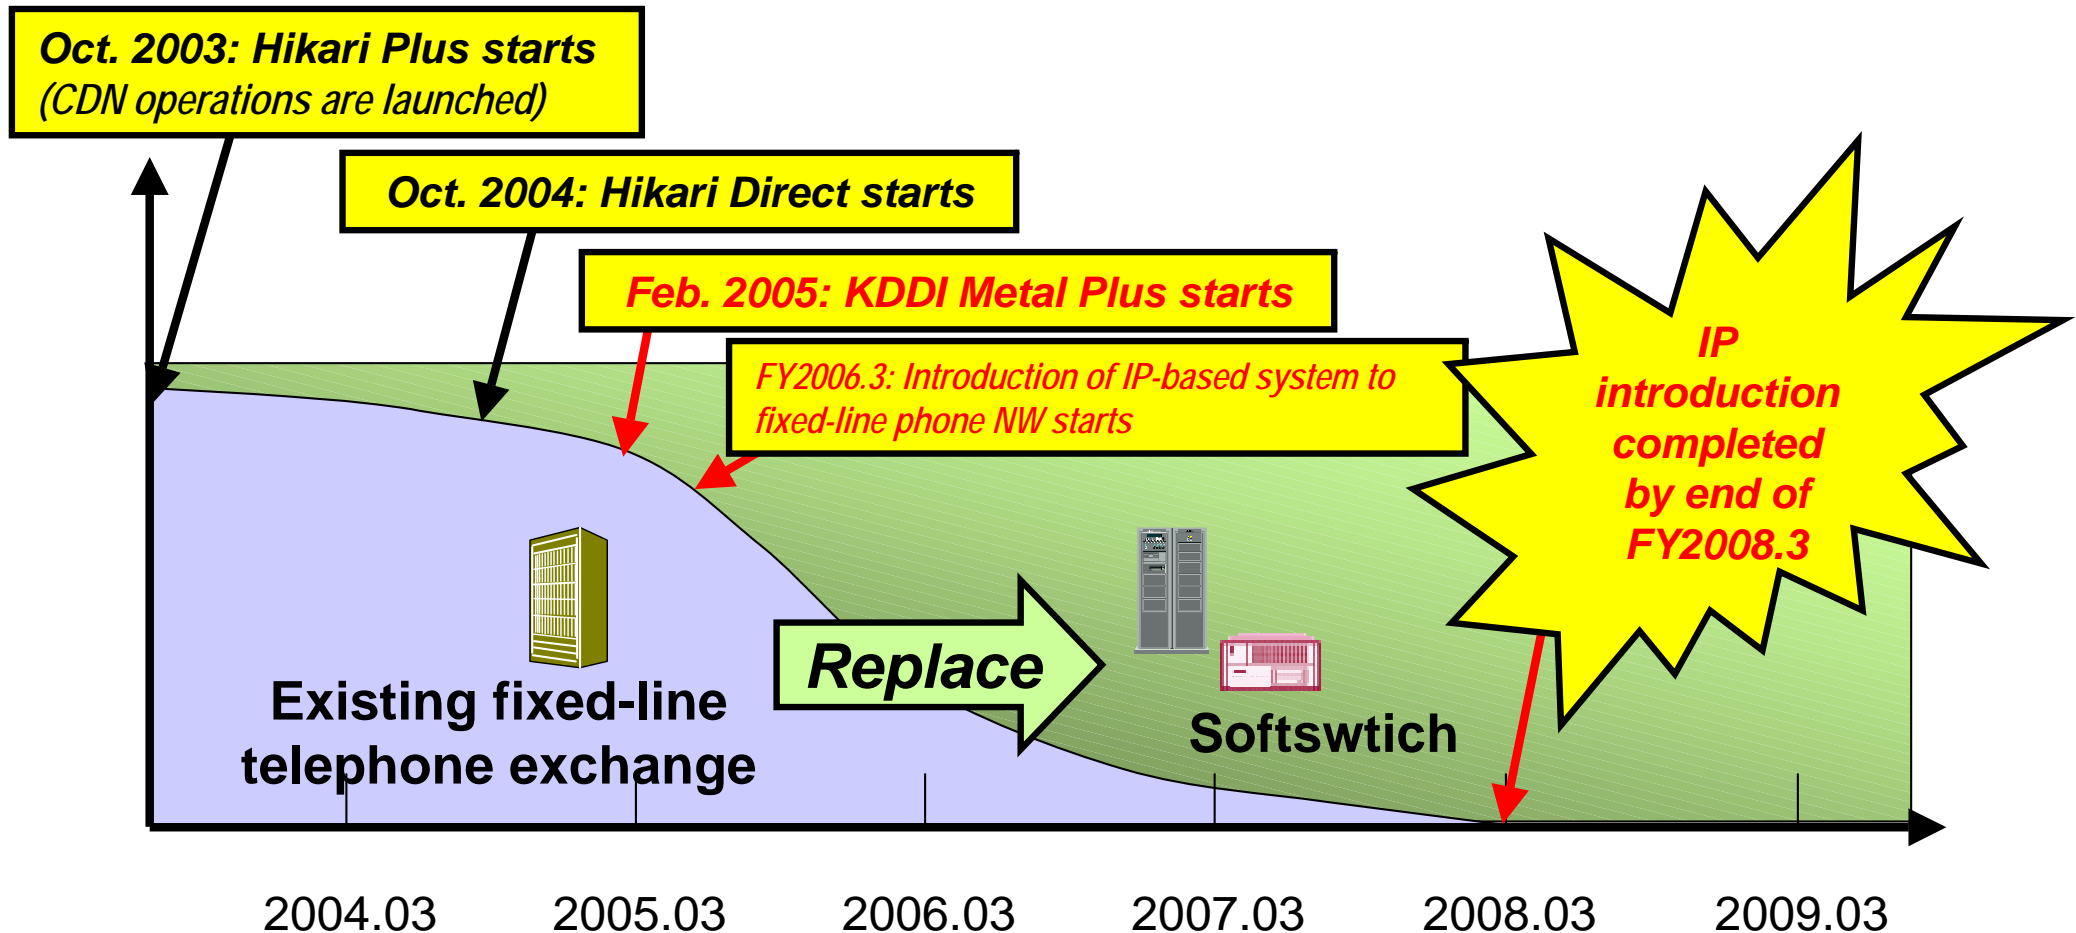 Oct. 2003: Hikari Plus starts
(CDN operations are launched)
Oct. 2004: Hikari Direct starts
Feb. 2005: KDDI Metal Plus starts
FY2006.3: Introduction of IP-based system to
fixed-line phone NW starts
IP
introduction
completed
by end of
FY2008.3
Replace
Existing fixed-line
telephone exchange
Softswtich
2004.03 2005.03 2006.03 2007.03 2008.03 2009.03